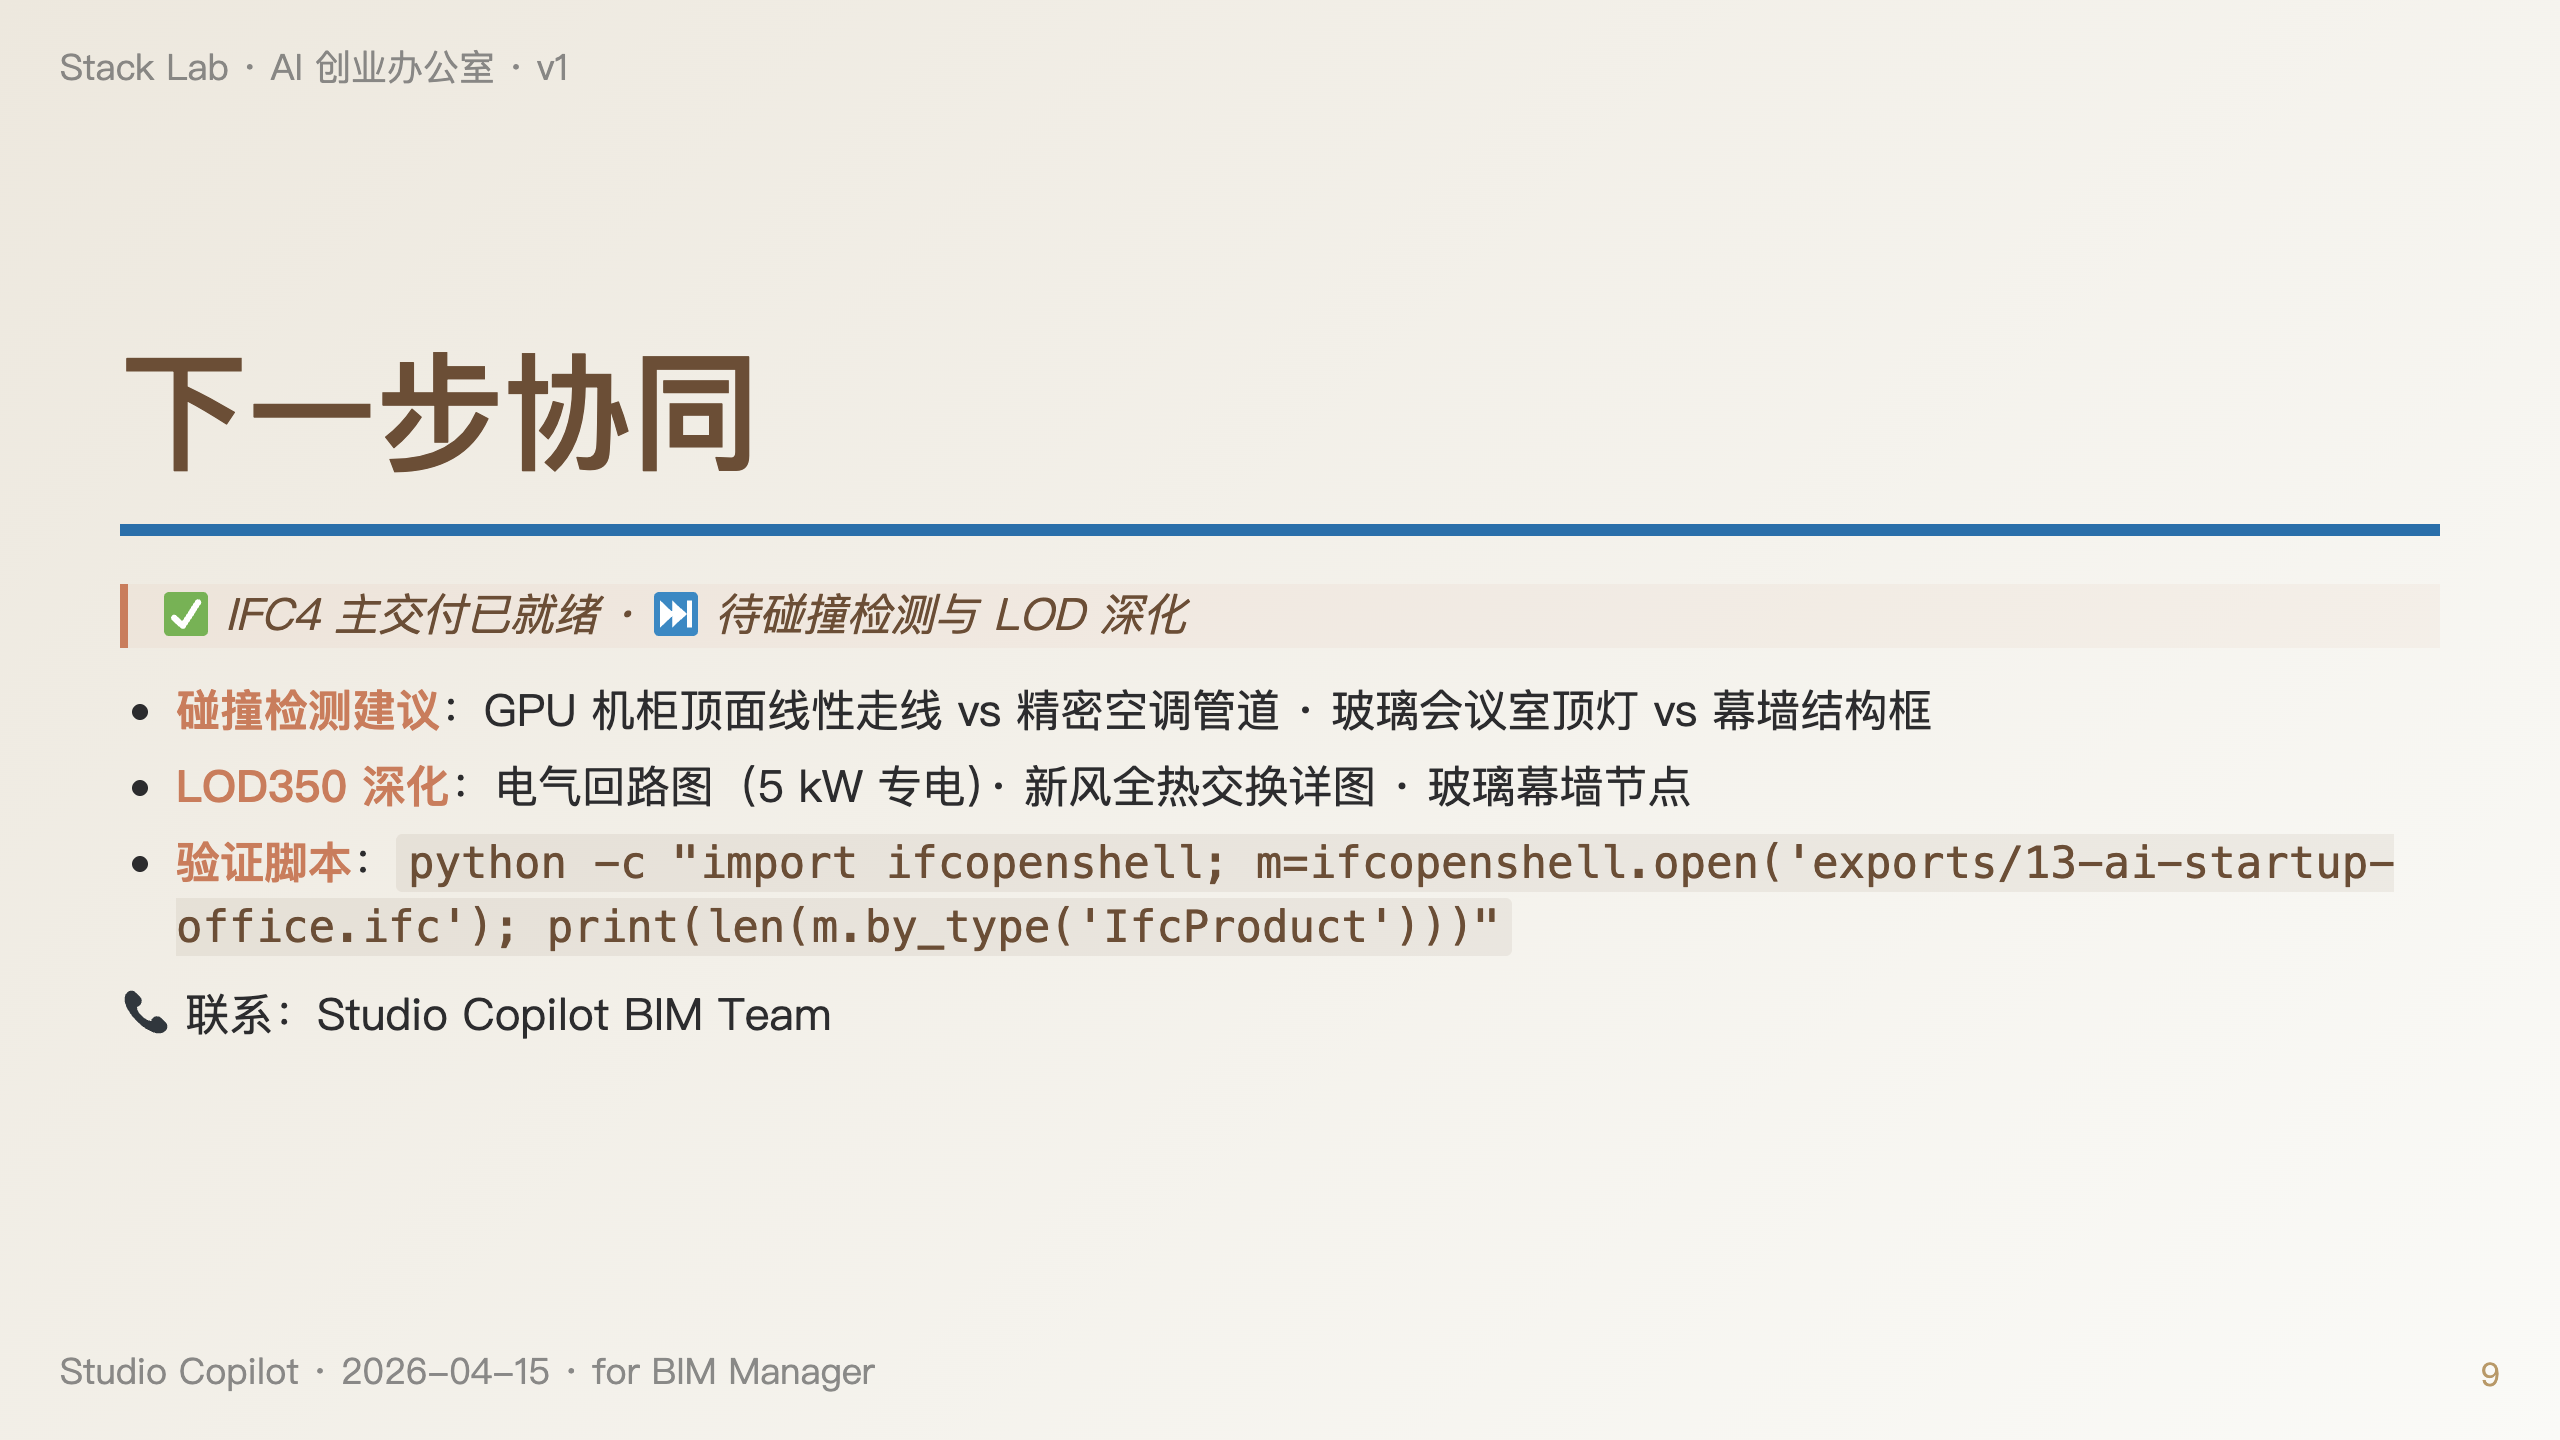 Stack Lab · AI 创业办公室 · v1
下一步协同
✅ IFC4 主交付已就绪 · ⏭ 待碰撞检测与 LOD 深化
• 碰撞检测建议：GPU 机柜顶面线性走线 vs 精密空调管道 · 玻璃会议室顶灯 vs 幕墙结构框
• LOD350 深化：电气回路图（5 kW 专电）· 新风全热交换详图 · 玻璃幕墙节点
• 验证脚本：python -c "import ifcopenshell; m=ifcopenshell.open('exports/13-ai-startup-
office.ifc'); print(len(m.by_type('IfcProduct')))"
📞 联系：Studio Copilot BIM Team
Studio Copilot · 2026-04-15 · for BIM Manager
9